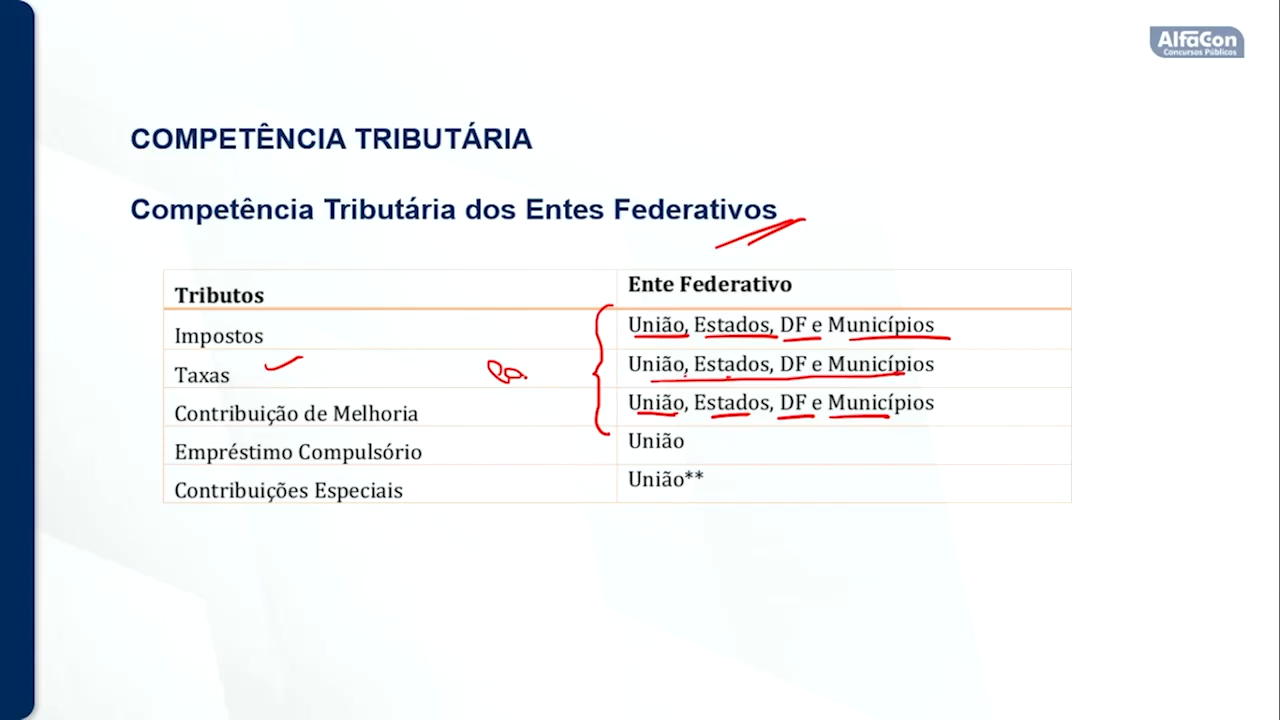 AlfaCon
Concursos Públicos
COMPETÊNCIA TRIBUTÁRIA
Competência Tributária dos Entes Federativos
Tributos Ente Federativo
Impostos União, Estados, DF e Municípios
Taxas União, Estados, DF e Municípios
Contribuição de Melhoria União, Estados, DF e Municípios
Empréstimo Compulsório União
Contribuições Especiais União**